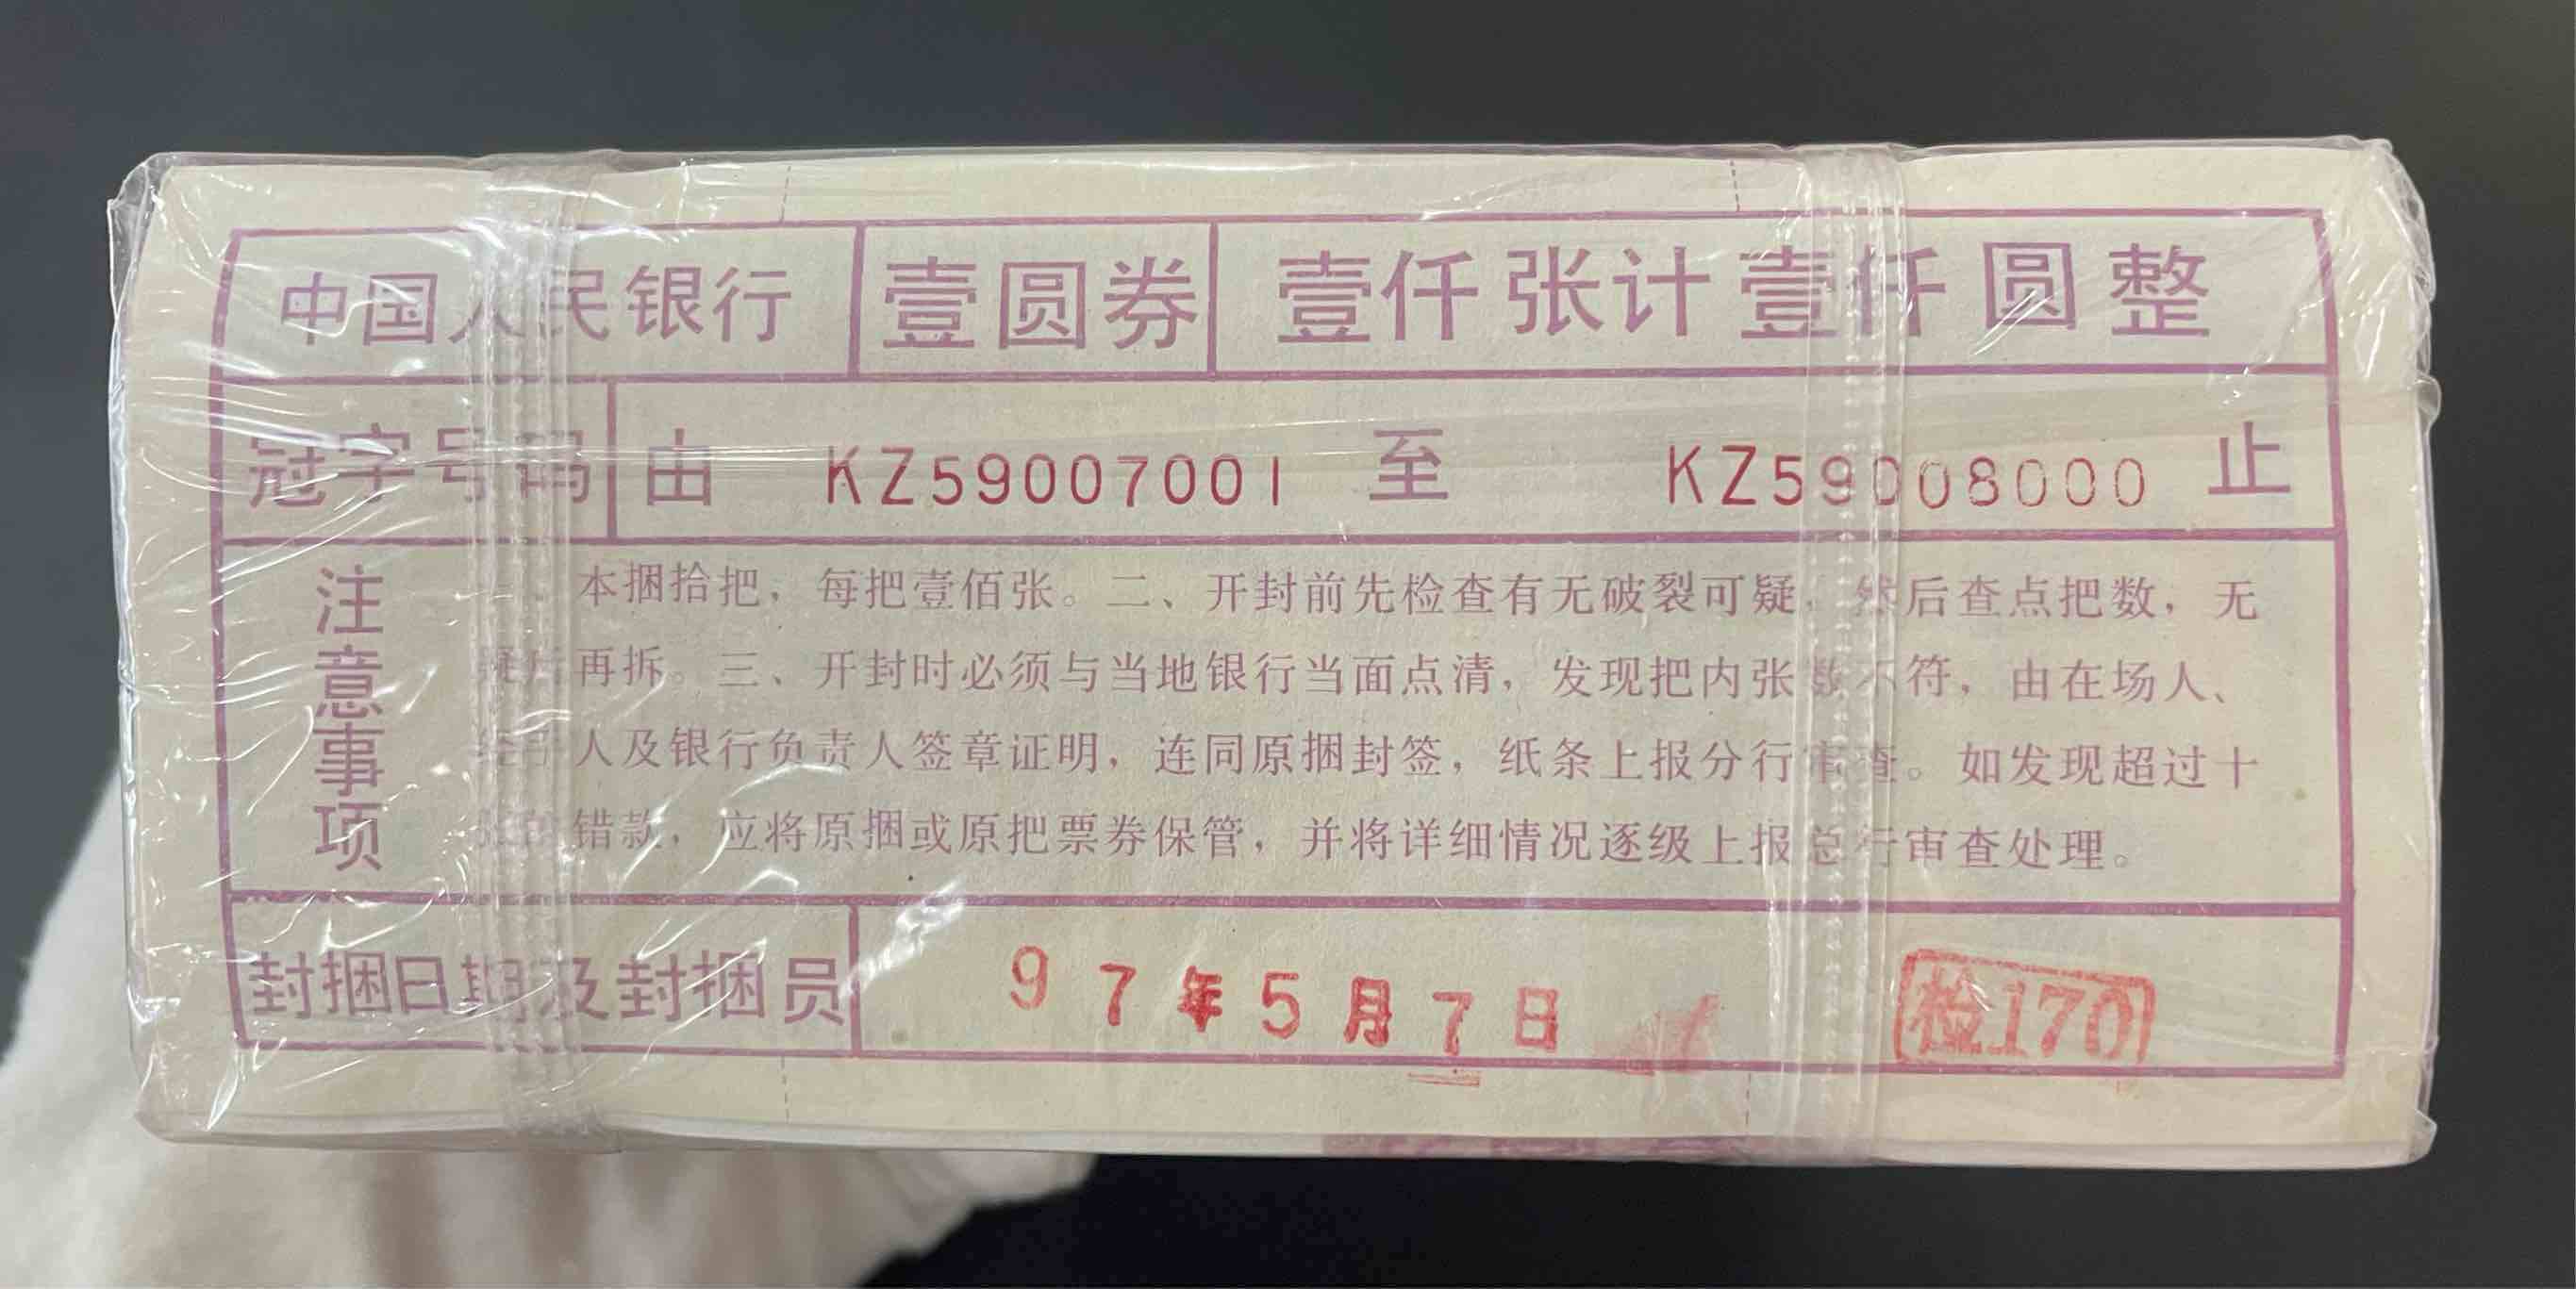 中国人民银行 壹圆券 壹仟张计壹仟圆整
冠字号码 由 KZ59007001 至 KZ59008000 止
注意事项
本捆拾把，每把壹佰张。二、开封前先检查有无破裂可疑，然后查点把数，无
疑后再拆。三、开封时必须与当地银行当面点清，发现把内张数不符，由在场人、
经手人及银行负责人签章证明，连同原捆封签，纸条上报分行审查。如发现超过十
张的错款，应将原捆或原把票券保管，并将详细情况逐级上报总行审查处理。
封捆日期及封捆员 97年5月7日 检170